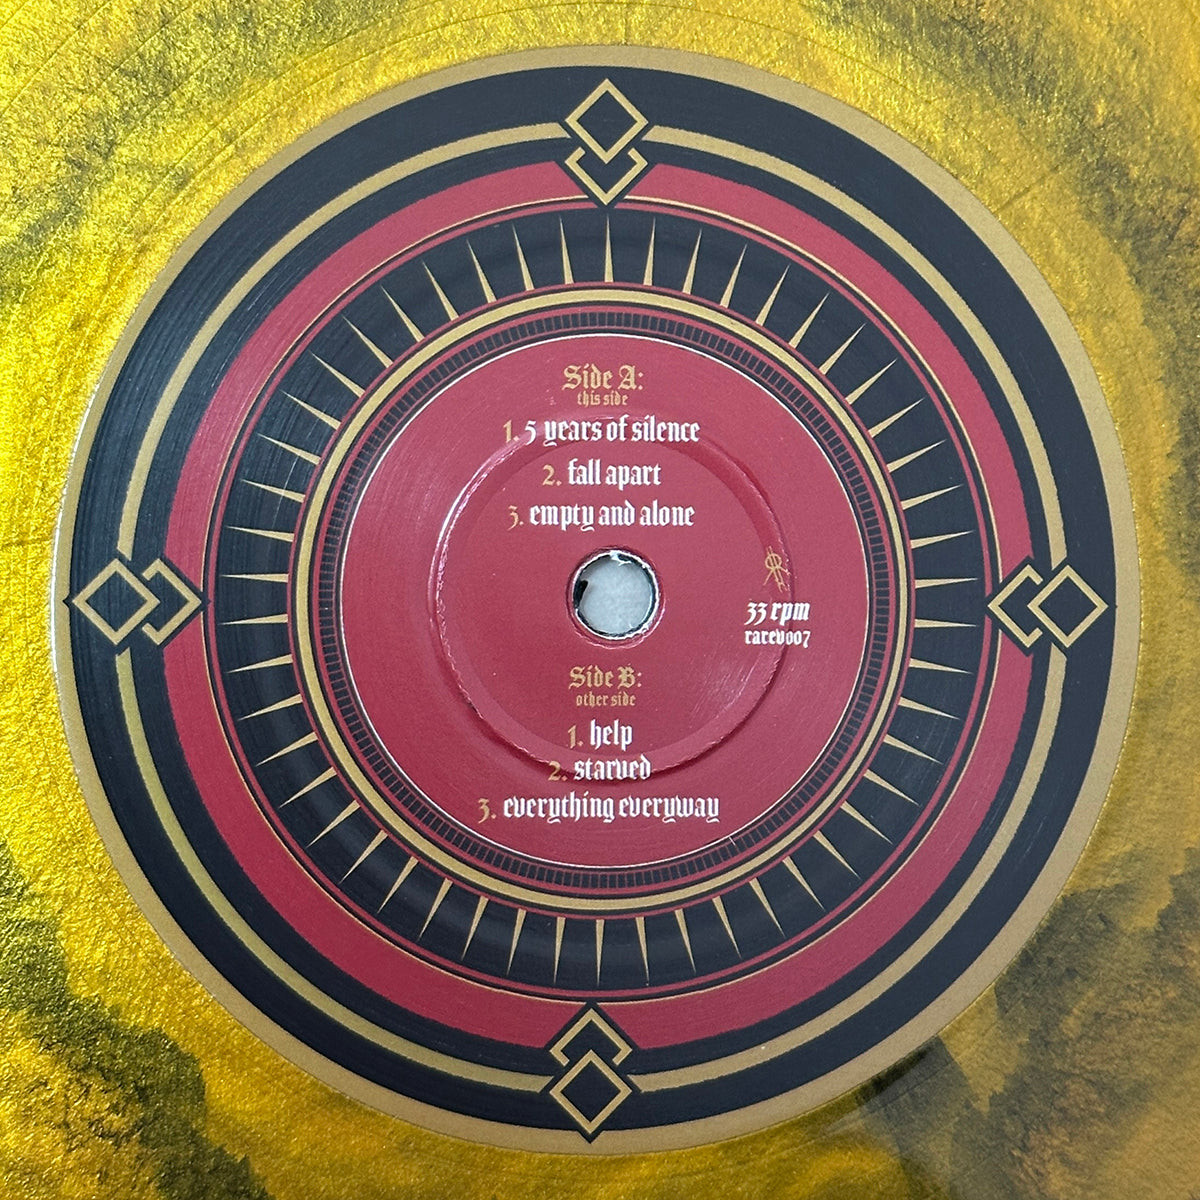 Side A:
this side
1. 5 years of silence
2. fall apart
3. empty and alone
33 rpm
rarev007
Side B:
other side
1. help
2. starved
3. everything everyway